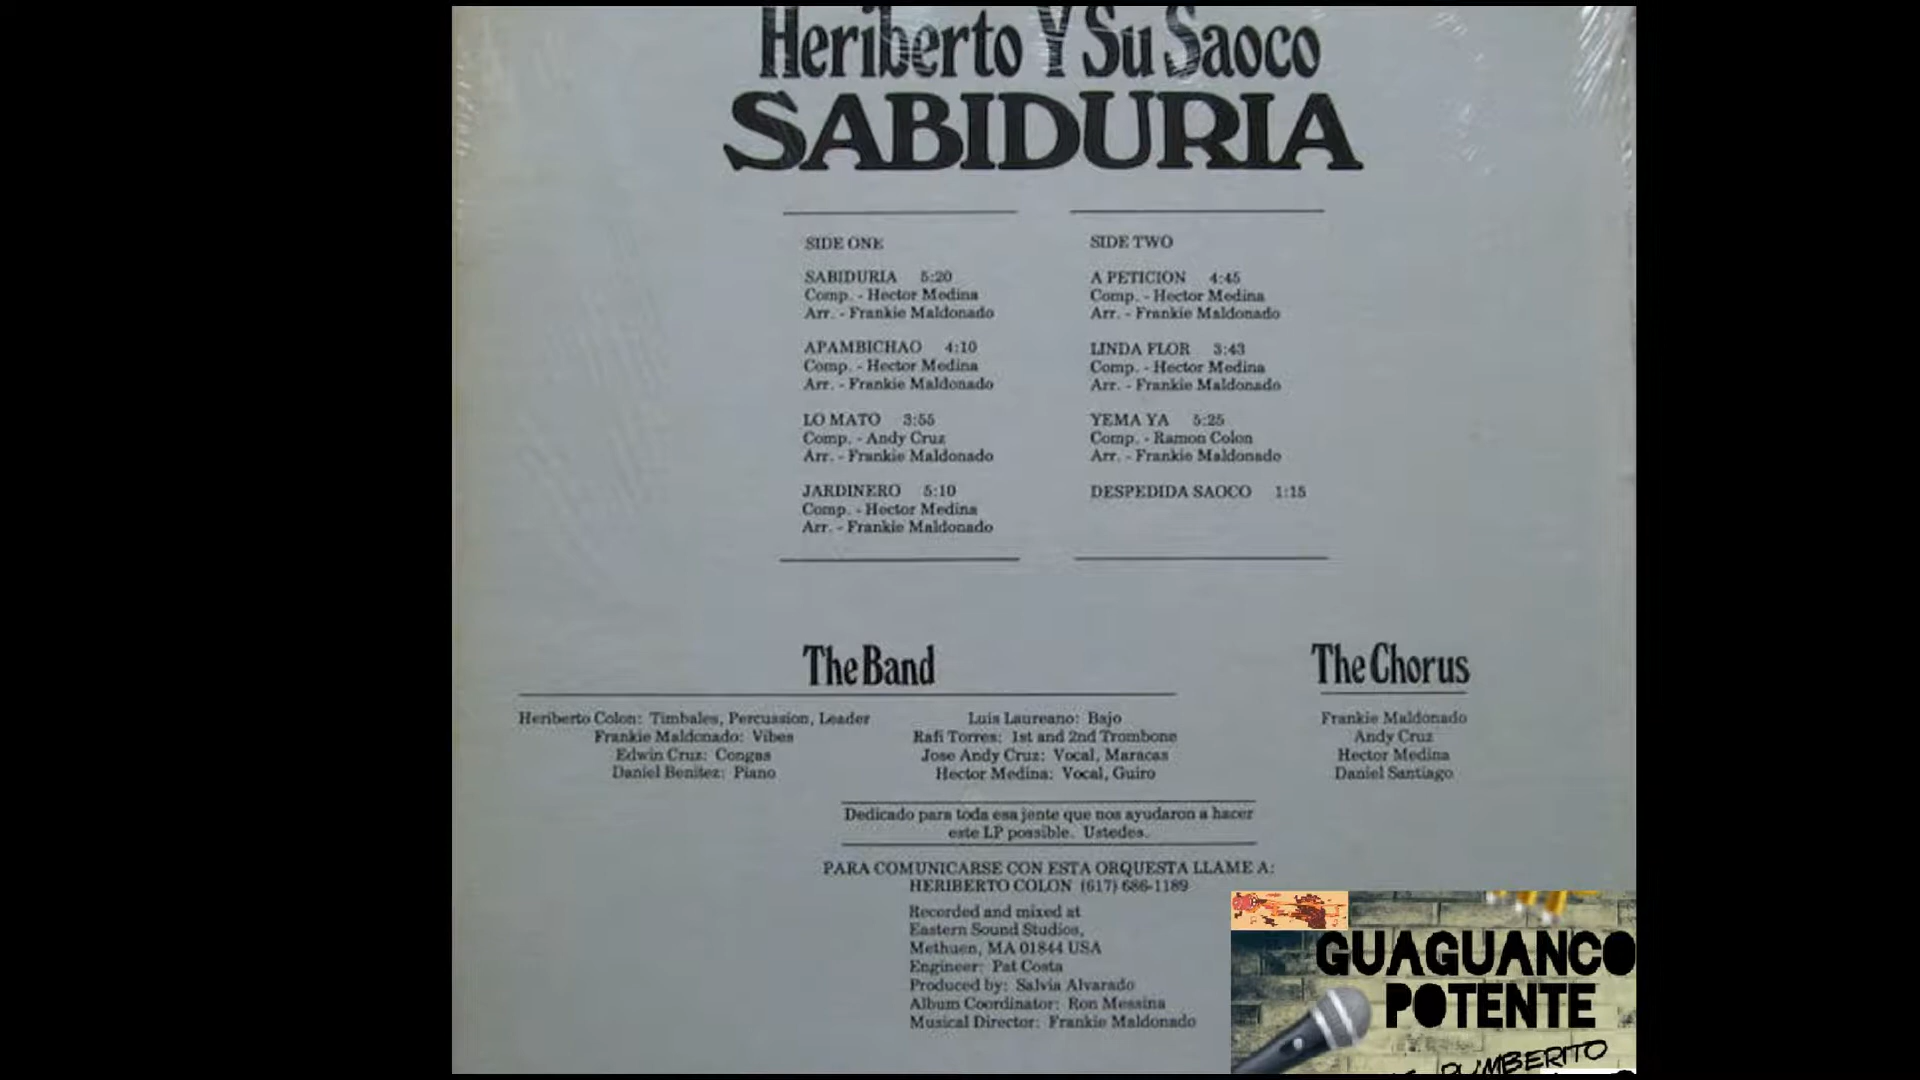 Heriberto Y Su Saoco
SABIDURIA
SIDE ONE
SABIDURIA 5:20
Comp. - Hector Medina
Arr. - Frankie Maldonado
APAMBICHAO 4:10
Comp. - Hector Medina
Arr. - Frankie Maldonado
LO MATO 3:55
Comp. - Andy Cruz
Arr. - Frankie Maldonado
JARDINERO 5:10
Comp. - Hector Medina
Arr. - Frankie Maldonado
SIDE TWO
A PETICION 4:45
Comp. - Hector Medina
Arr. - Frankie Maldonado
LINDA FLOR 3:43
Comp. - Hector Medina
Arr. - Frankie Maldonado
YEMA YA 5:25
Comp. - Ramon Colon
Arr. - Frankie Maldonado
DESPEDIDA SAOCO 1:15
The Band
Heriberto Colon: Timbales, Percussion, Leader
Frankie Maldonado: Vibes
Edwin Cruz: Congas
Daniel Benitez: Piano
Luis Laureano: Bajo
Rafi Torres: 1st and 2nd Trombone
Jose Andy Cruz: Vocal, Maracas
Hector Medina: Vocal, Guiro
The Chorus
Frankie Maldonado
Andy Cruz
Hector Medina
Daniel Santiago
Dedicado para toda esa jente que nos ayudaron a hacer
este LP possible. Ustedes.
PARA COMUNICARSE CON ESTA ORQUESTA LLAME A:
HERIBERTO COLON (617) 686-1189
Recorded and mixed at
Eastern Sound Studios,
Methuen, MA 01844 USA
Engineer: Pat Costa
Produced by: Salvia Alvarado
Album Coordinator: Ron Messina
Musical Director: Frankie Maldonado
GUAGUANCO
POTENTE
RUMBERITO